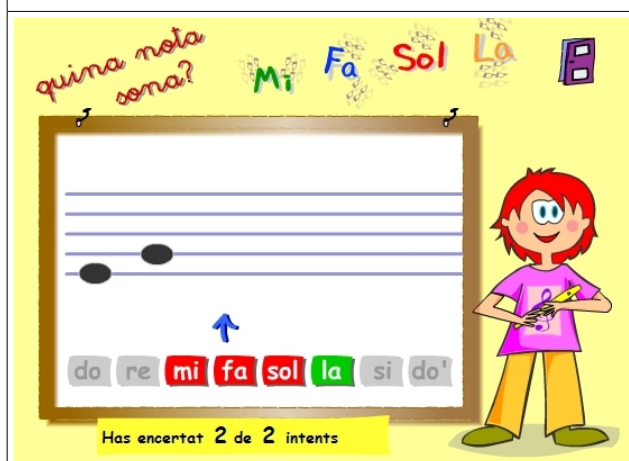 quina nota
sona?
Mi Fa Sol La
do re mi fa sol la si do'
Has encertat 2 de 2 intents